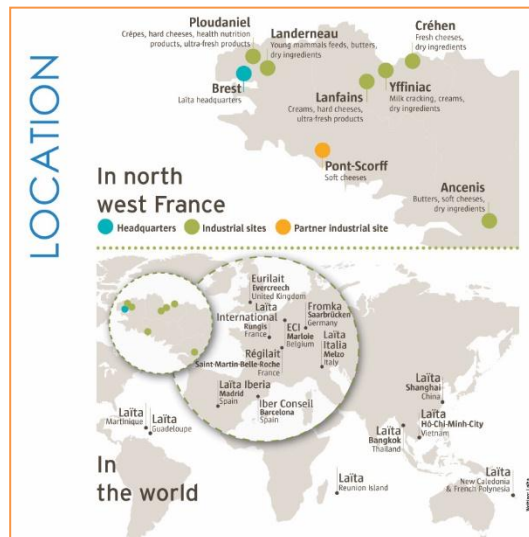 LOCATION
Ploudaniel
Crêpes, hard cheeses, health nutrition
products, ultra-fresh products
Landerneau
Young mammals feeds, butters,
dry ingredients
Créhen
Fresh cheeses,
dry ingredients
Brest
Laïta headquarters
Lanfains
Creams, hard cheeses,
ultra-fresh products
Yffiniac
Milk cracking, creams,
dry ingredients
Pont-Scorff
Soft cheeses
Ancenis
Butters, soft cheeses,
dry ingredients
In north
west France
Headquarters
Industrial sites
Partner industrial site
Eurilait
Evercreech
United Kingdom
Laïta
International
Rungis
France
Fromka
Saarbrücken
Germany
ECI
Marloie
Belgium
Régilait
Saint-Martin-Belle-Roche
France
Laïta
Italia
Melzo
Italy
Laïta Iberia
Madrid
Spain
Iber Conseil
Barcelona
Spain
Laïta
Martinique
Laïta
Guadeloupe
Laïta
Shanghai
China
Laïta
Hô-Chi-Minh-City
Vietnam
Laïta
Bangkok
Thailand
Laïta
Reunion Island
Laïta
New Caledonia
& French Polynesia
In
the world